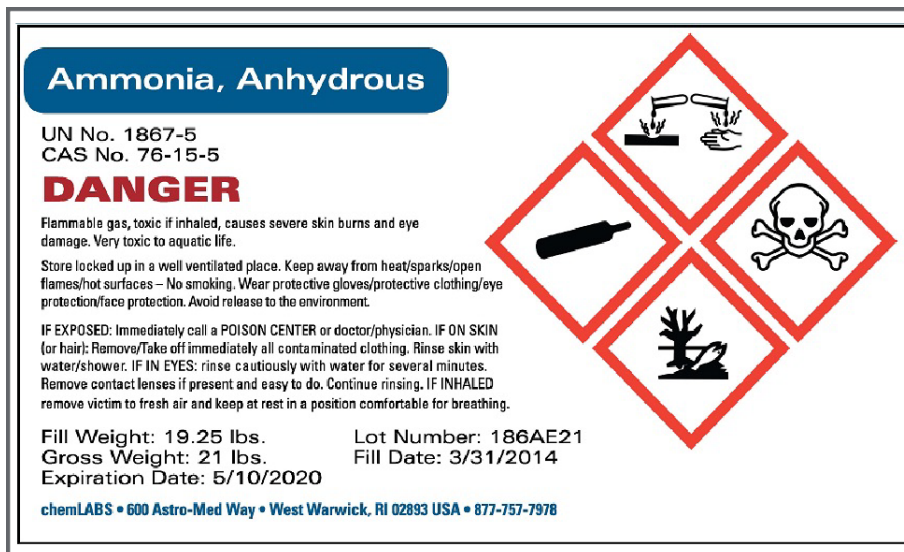 Ammonia, Anhydrous
UN No. 1867-5
CAS No. 76-15-5
DANGER
Flammable gas, toxic if inhaled, causes severe skin burns and eye
damage. Very toxic to aquatic life.
Store locked up in a well ventilated place. Keep away from heat/sparks/open
flames/hot surfaces – No smoking. Wear protective gloves/protective clothing/eye
protection/face protection. Avoid release to the environment.
IF EXPOSED: Immediately call a POISON CENTER or doctor/physician. IF ON SKIN
(or hair): Remove/Take off immediately all contaminated clothing. Rinse skin with
water/shower. IF IN EYES: rinse cautiously with water for several minutes.
Remove contact lenses if present and easy to do. Continue rinsing. IF INHALED
remove victim to fresh air and keep at rest in a position comfortable for breathing.
Fill Weight: 19.25 lbs. Lot Number: 186AE21
Gross Weight: 21 lbs. Fill Date: 3/31/2014
Expiration Date: 5/10/2020
chemLABS • 600 Astro-Med Way • West Warwick, RI 02893 USA • 877-757-7978